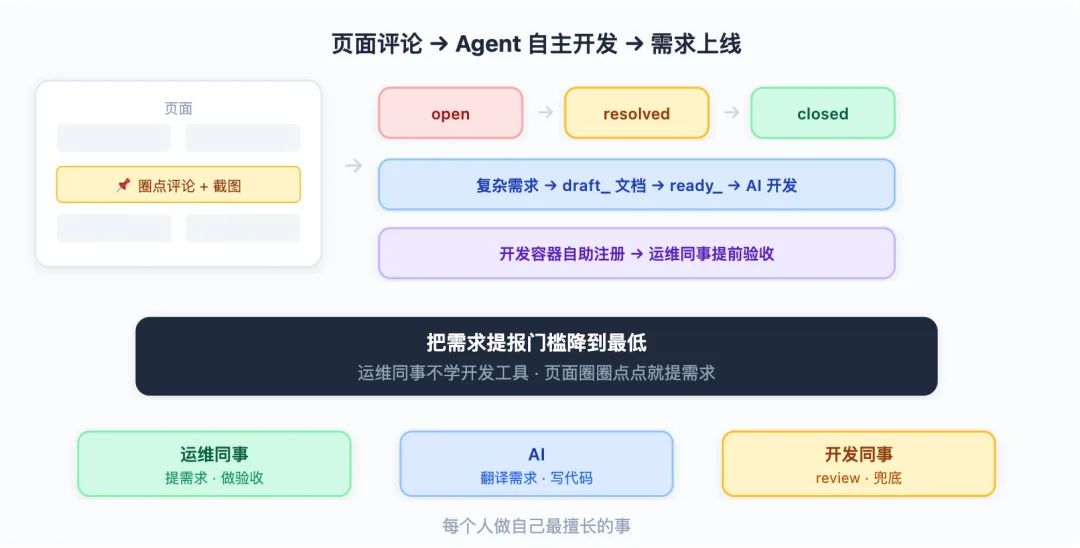 页面评论 → Agent 自主开发 → 需求上线
页面
📌 圈点评论 + 截图
→
open → resolved → closed
复杂需求 → draft_ 文档 → ready_ → AI 开发
开发容器自助注册 → 运维同事提前验收
把需求提报门槛降到最低
运维同事不学开发工具 · 页面圈圈点点就提需求
运维同事
提需求 · 做验收
AI
翻译需求 · 写代码
开发同事
review · 兜底
每个人做自己最擅长的事